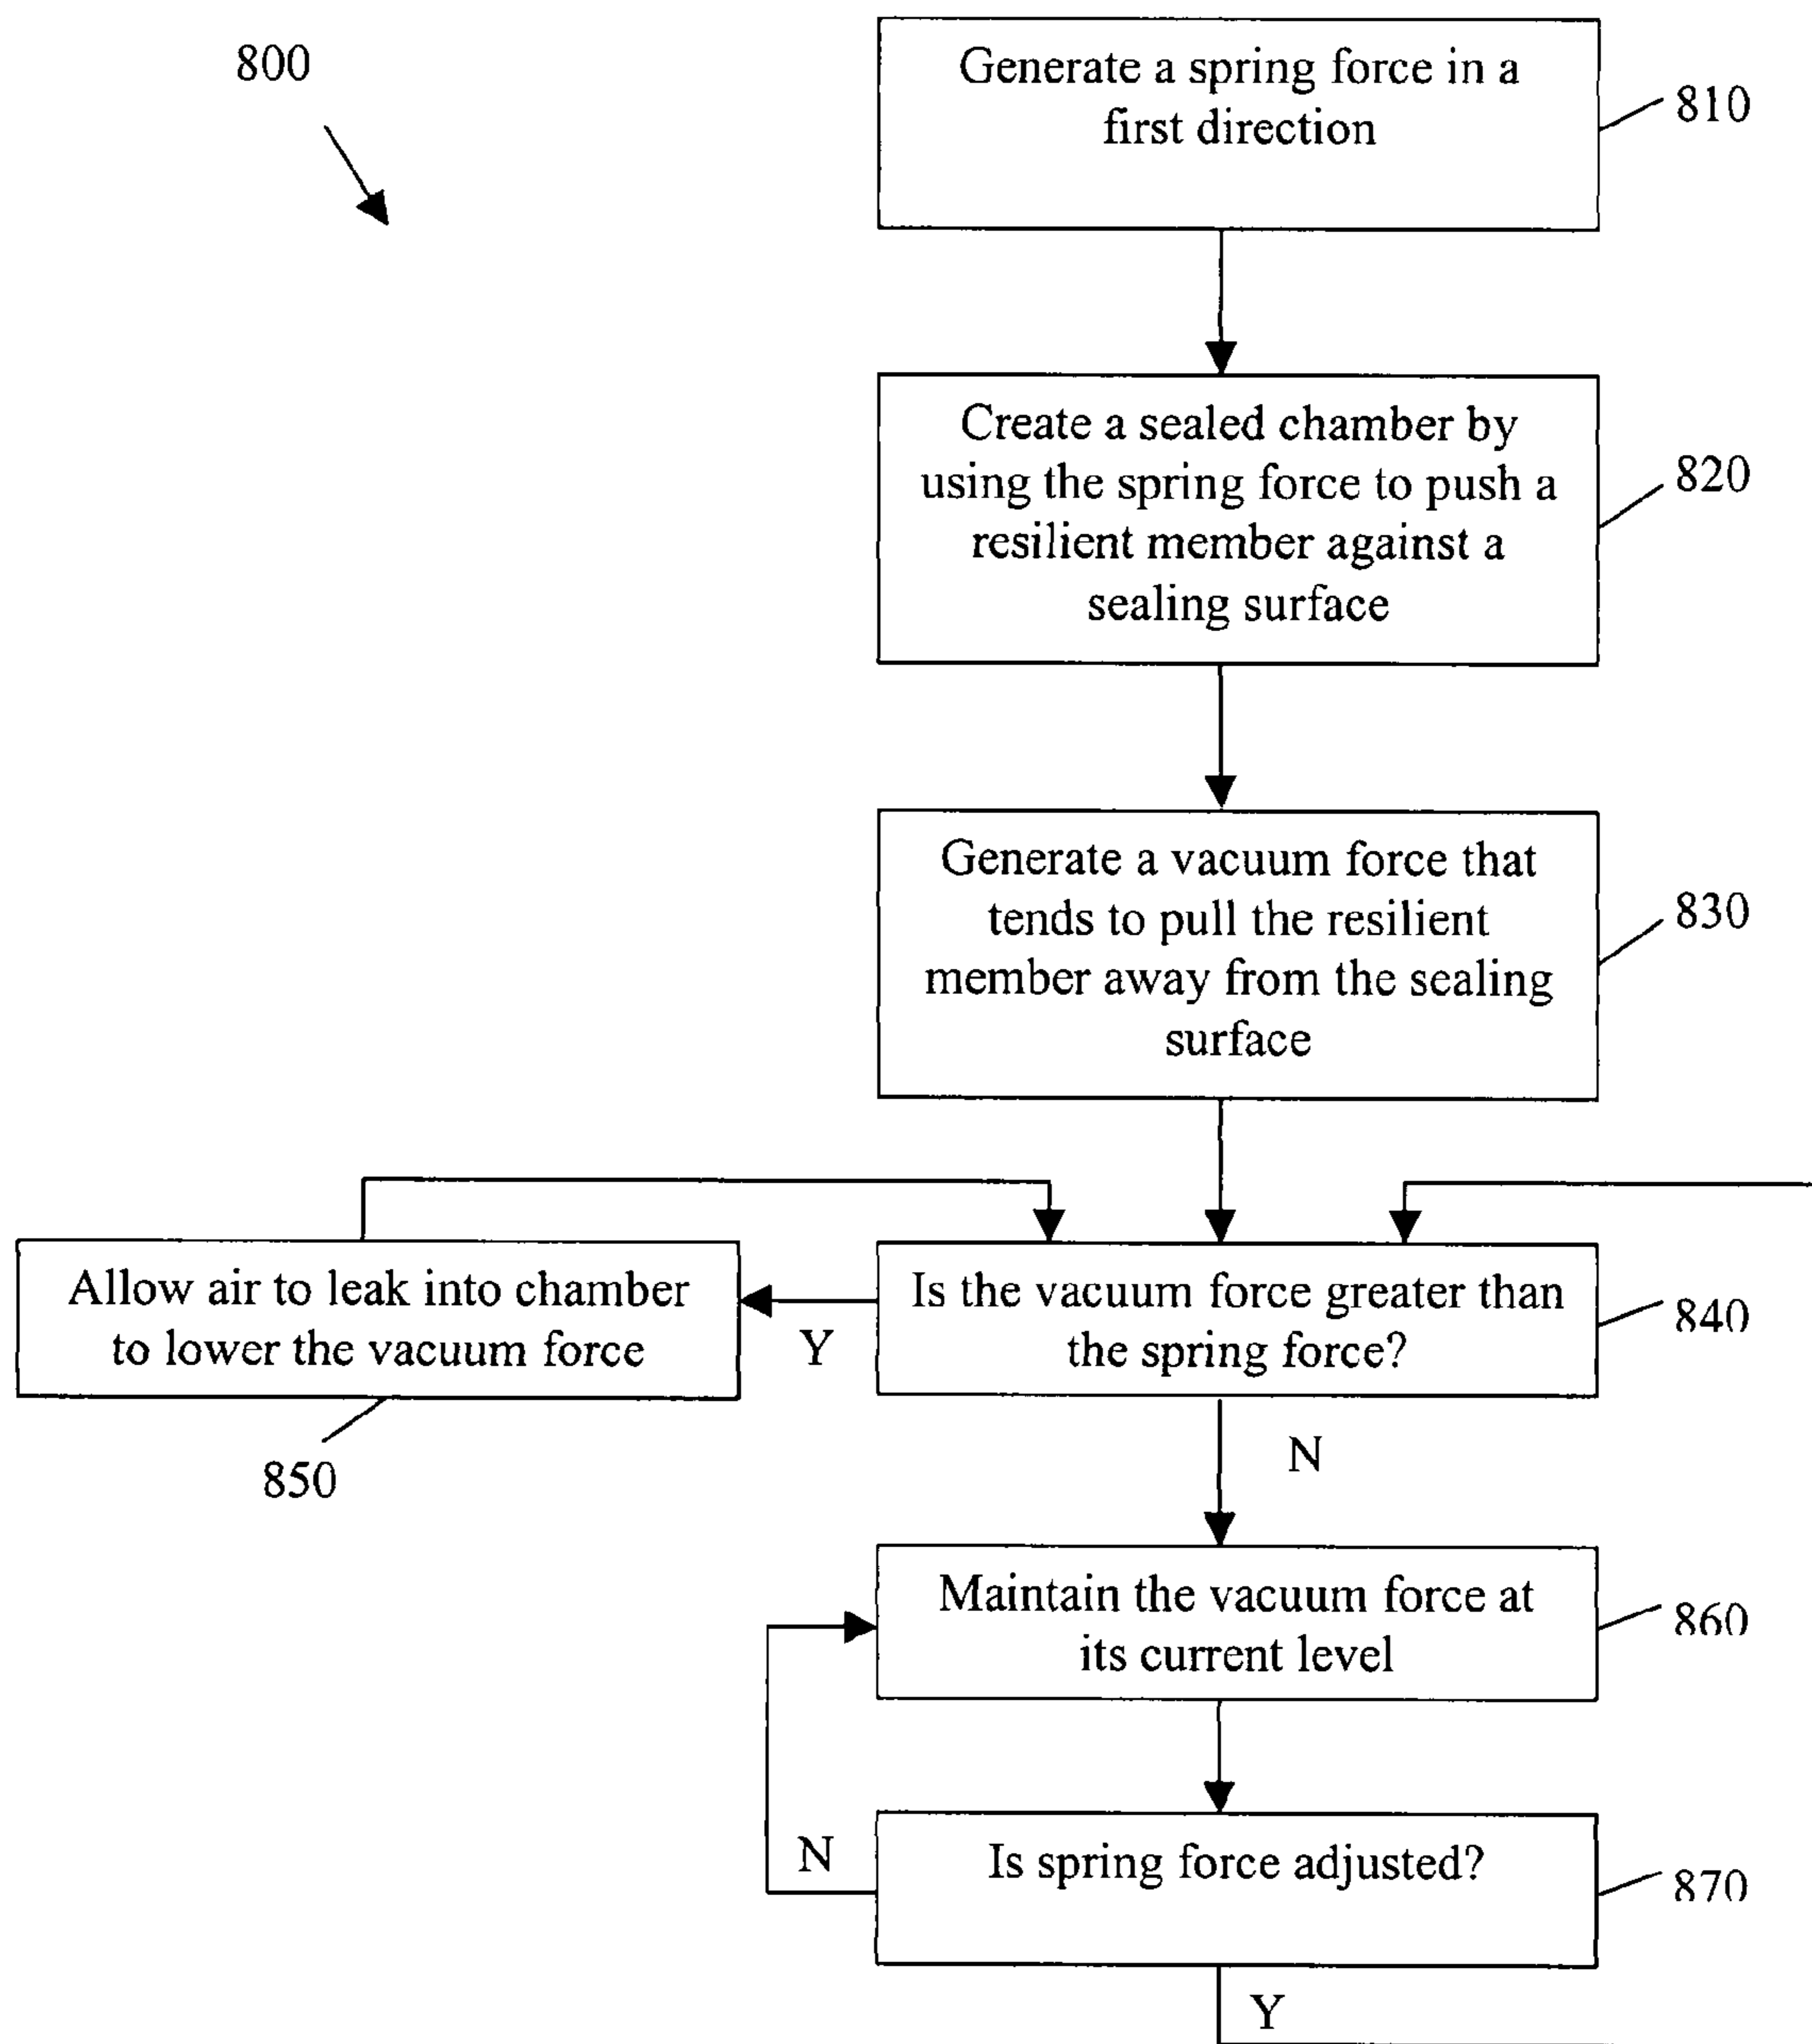 800
Generate a spring force in a
first direction
810
Create a sealed chamber by
using the spring force to push a
resilient member against a
sealing surface
820
Generate a vacuum force that
tends to pull the resilient
member away from the sealing
surface
830
Allow air to leak into chamber
to lower the vacuum force
850
Y
Is the vacuum force greater than
the spring force?
840
N
Maintain the vacuum force at
its current level
860
N
Is spring force adjusted?
870
Y